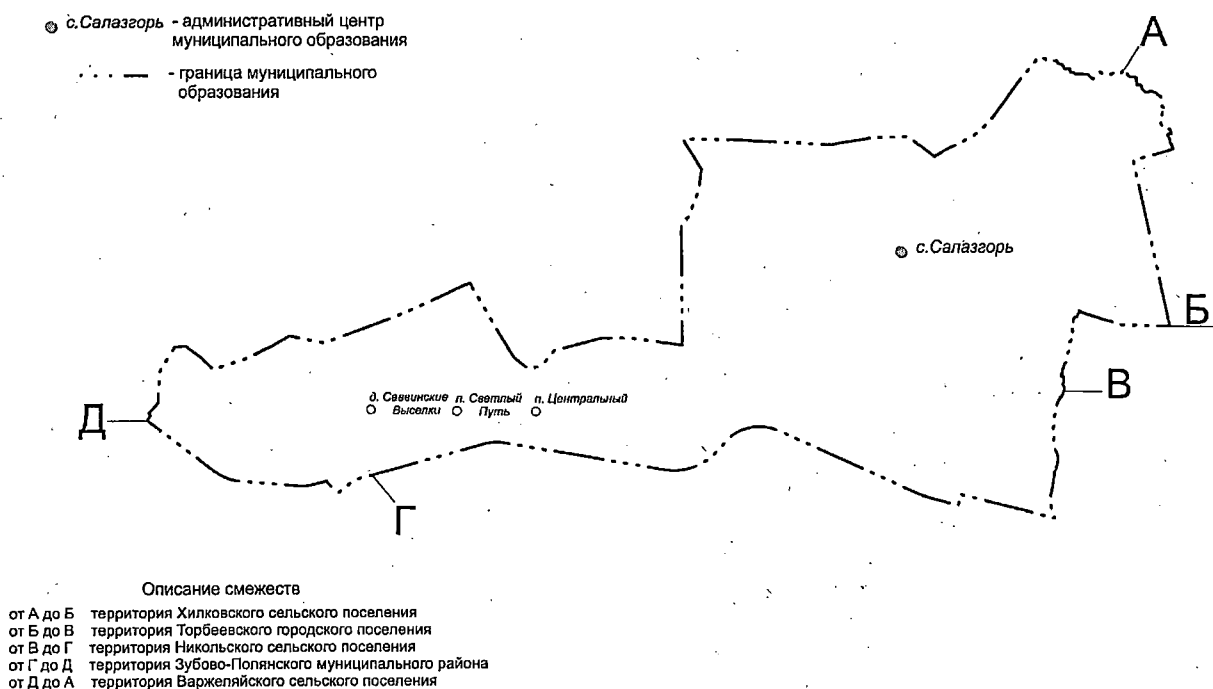 с.Салазгорь - административный центр
муниципального образования
- граница муниципального
образования
А
с.Салазгорь
Б
В
д. Саввинские Выселки
п. Светлый Путь
п. Центральный
Д
Г
Описание смежеств
от А до Б территория Хилковского сельского поселения
от Б до В территория Торбеевского городского поселения
от В до Г территория Никольского сельского поселения
от Г до Д территория Зубово-Полянского муниципального района
от Д до А территория Варжеляйского сельского поселения